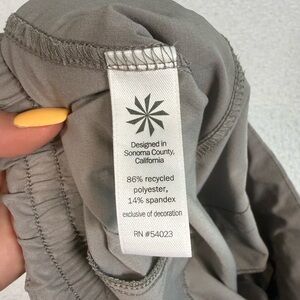 Designed in
Sonoma County,
California
86% recycled
polyester,
14% spandex
exclusive of decoration
RN #54023